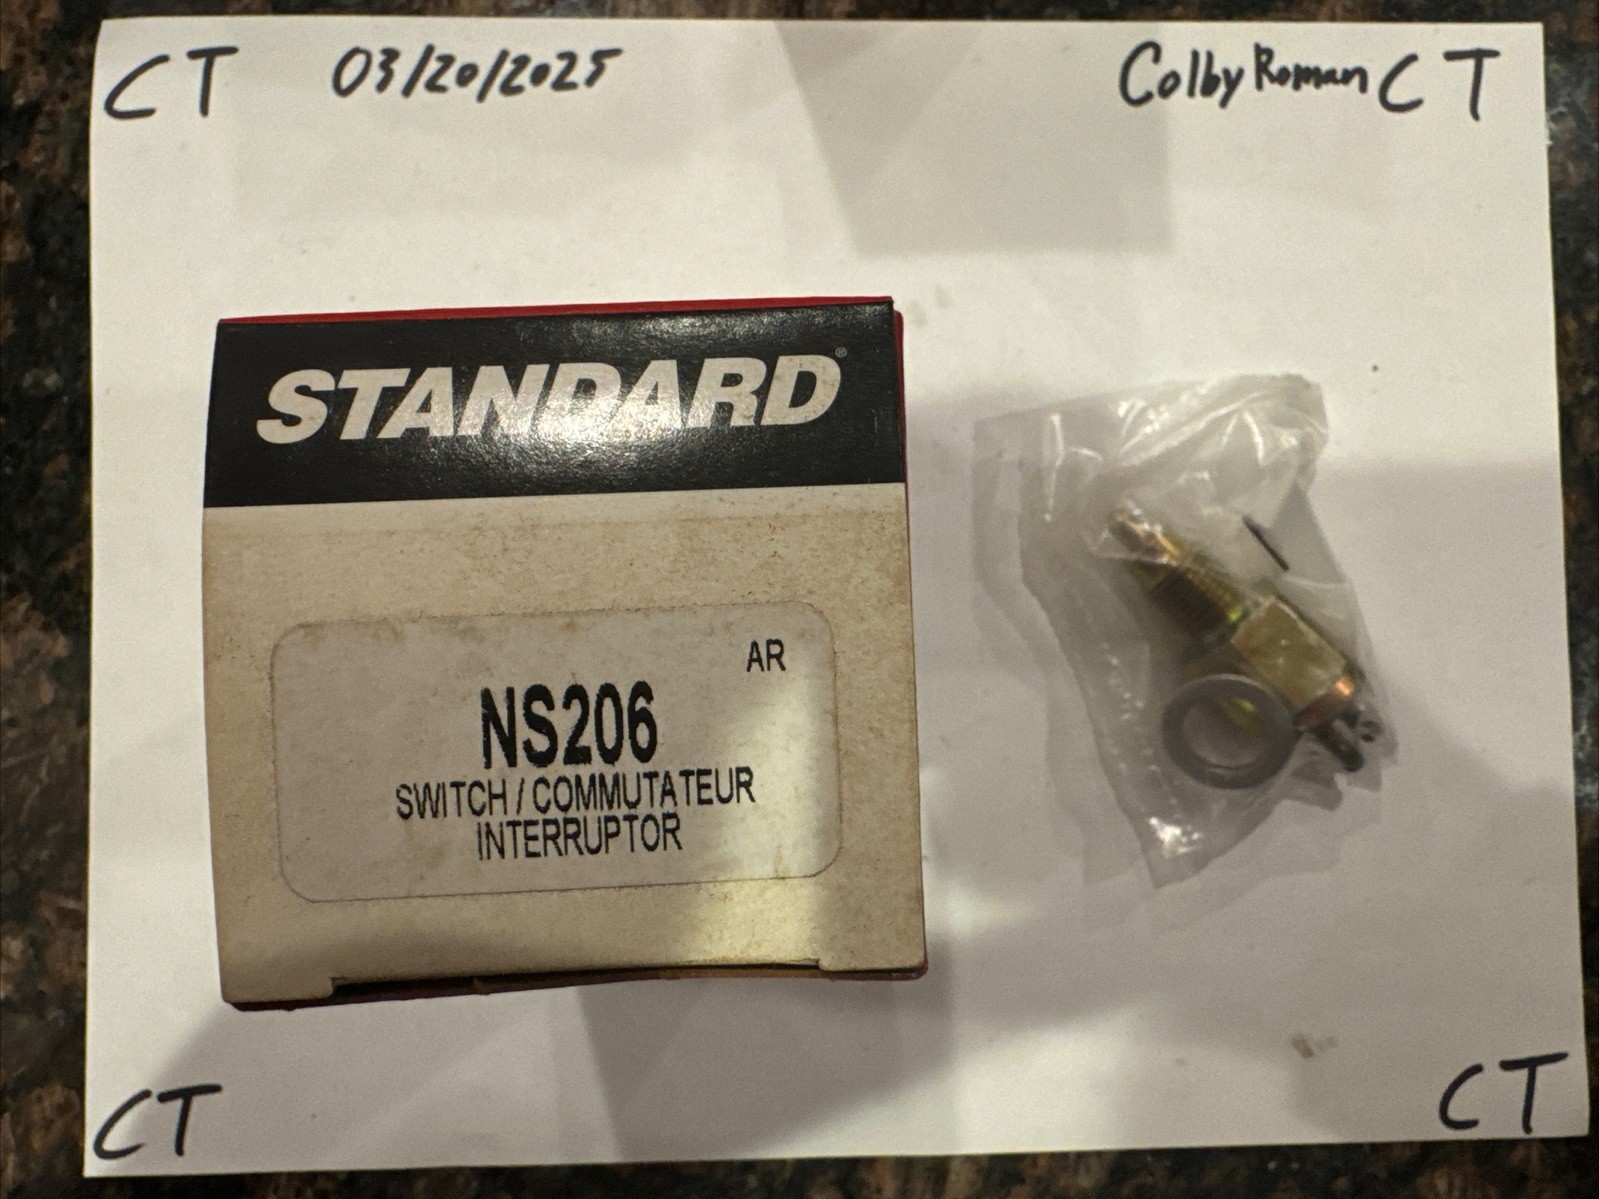 CT 03/20/2025 Colby Roman CT
STANDARD®
AR
NS206
SWITCH / COMMUTATEUR
INTERRUPTOR
CT CT